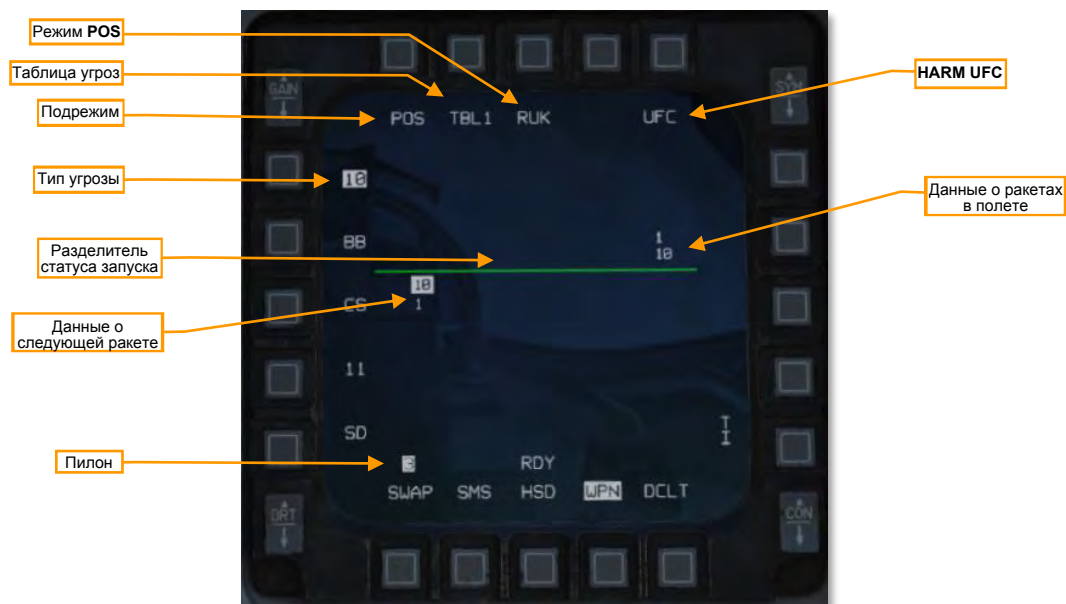 Режим POS
Таблица угроз
Подрежим
Тип угрозы
Разделитель
статуса запуска
Данные о
следующей ракете
Пилон
HARM UFC
Данные о ракетах
в полете
GAIN
SYM
POS TBL1 RUK UFC
10
BB
1
10
10
CS 1
11
SD
T
I
3 RDY
SWAP SMS HSD WPN DCLT
BRT
CON